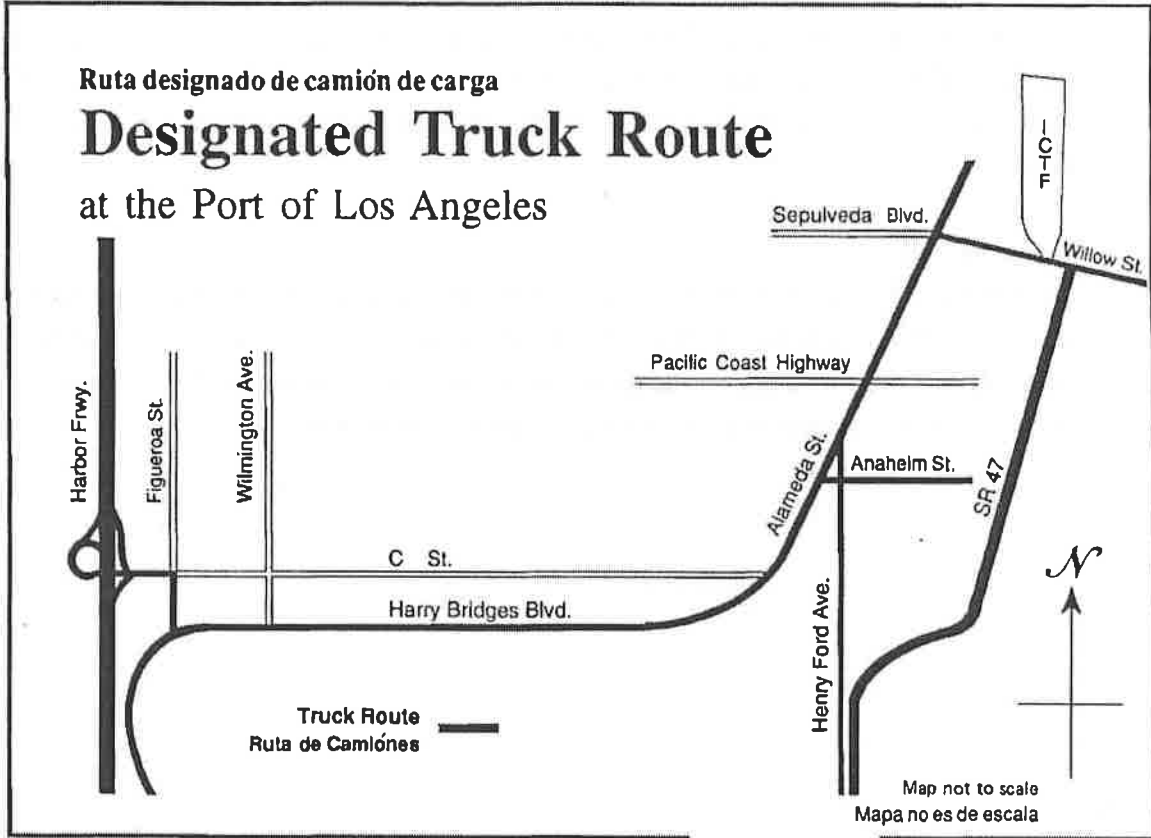 Ruta designado de camión de carga
Designated Truck Route
at the Port of Los Angeles
ICTF
Sepulveda Blvd.
Willow St.
Pacific Coast Highway
Harbor Frwy.
Figueroa St.
Wilmington Ave.
Alameda St.
Anaheim St.
SR 47
C St.
N
Harry Bridges Blvd.
Henry Ford Ave.
Truck Route
Ruta de Camiónes
Map not to scale
Mapa no es de escala